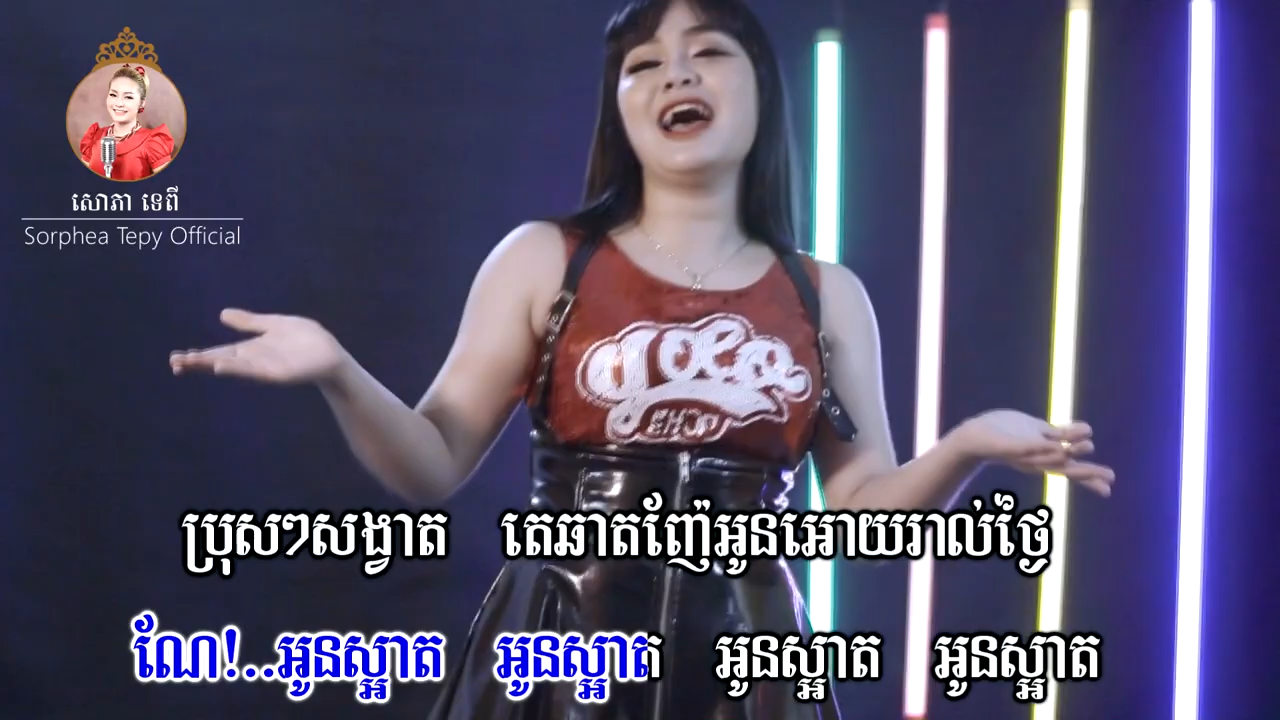 សោភា ទេពី
Sorphea Tepy Official
ប្រុសៗសង្វាត តេឆាតញ៉ែអូនអោយរាល់ថ្ងៃ
ណែ!..អូនស្អាត អូនស្អាត អូនស្អាត អូនស្អាត